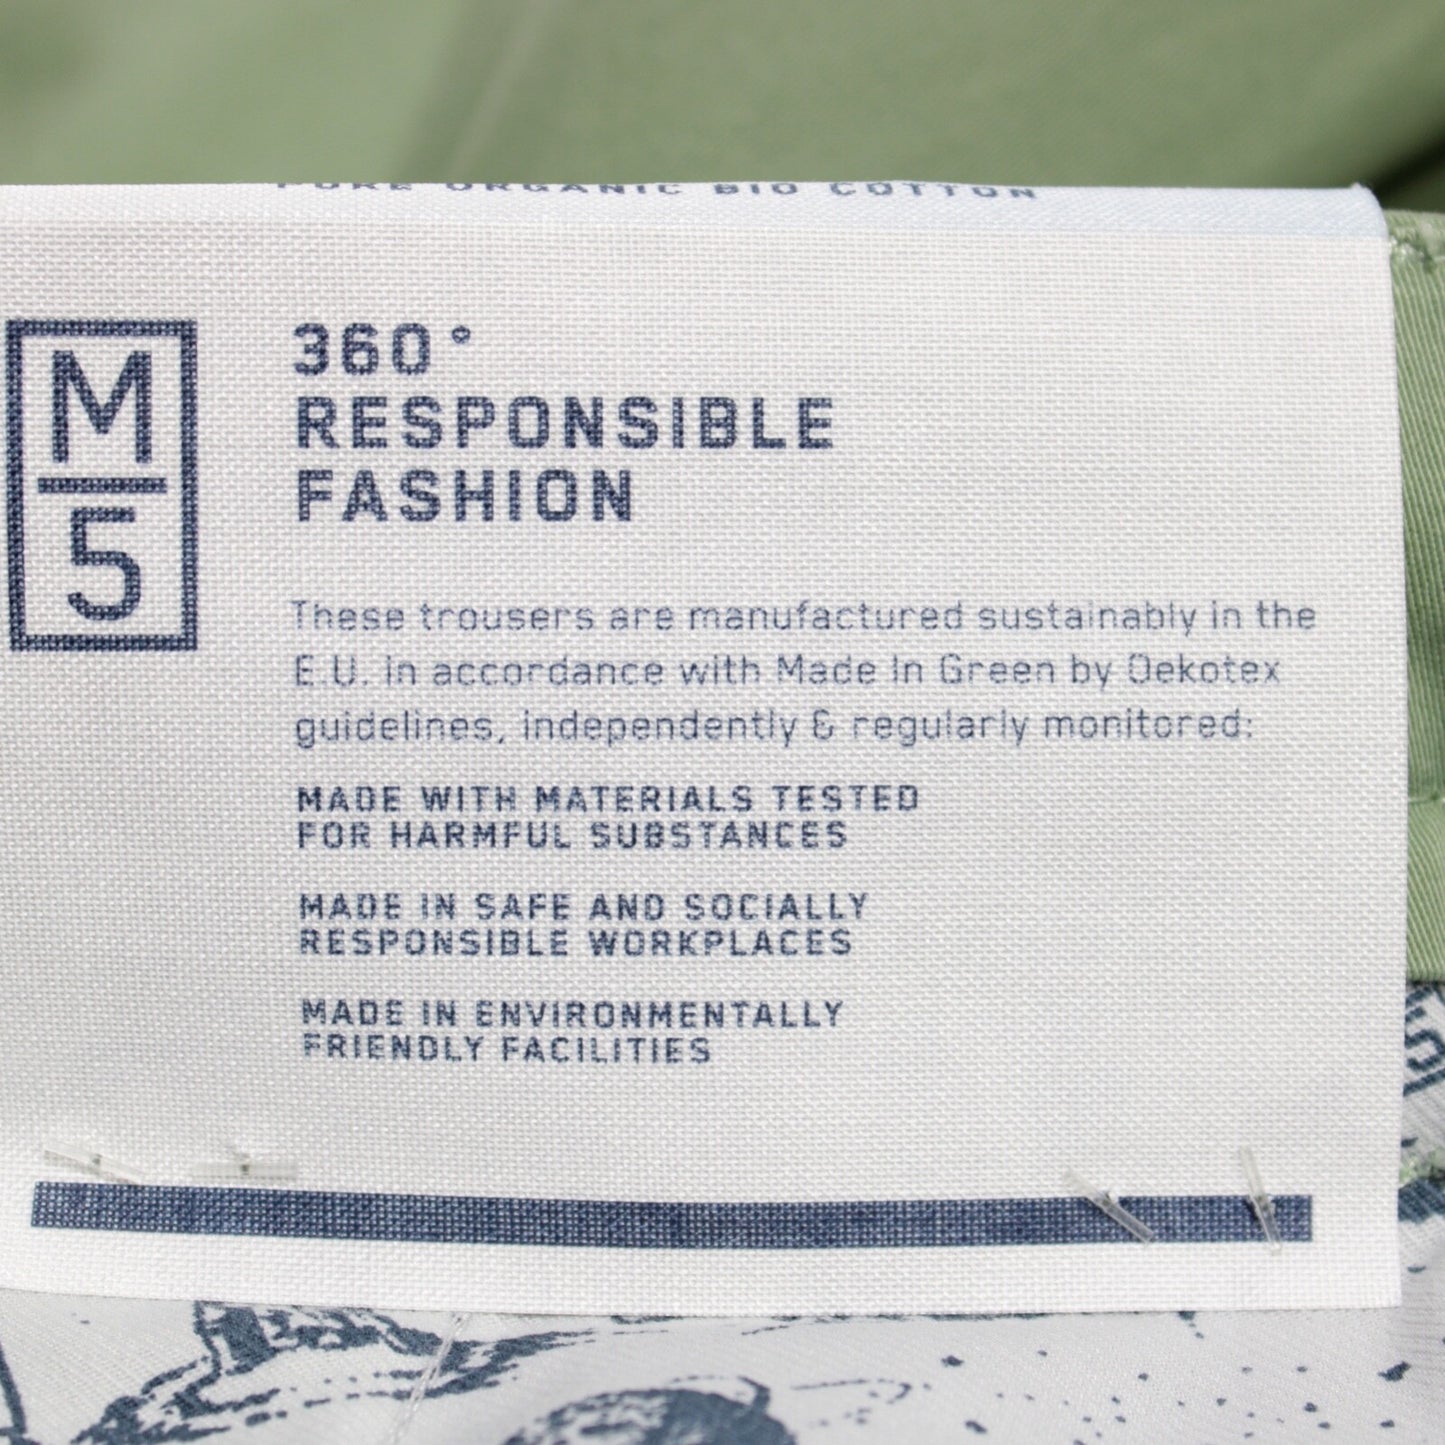 PURE ORGANIC BIO COTTON
M
5
360°
RESPONSIBLE
FASHION
These trousers are manufactured sustainably in the
E.U. in accordance with Made In Green by Oekotex
guidelines, independently & regularly monitored:
MADE WITH MATERIALS TESTED
FOR HARMFUL SUBSTANCES
MADE IN SAFE AND SOCIALLY
RESPONSIBLE WORKPLACES
MADE IN ENVIRONMENTALLY
FRIENDLY FACILITIES